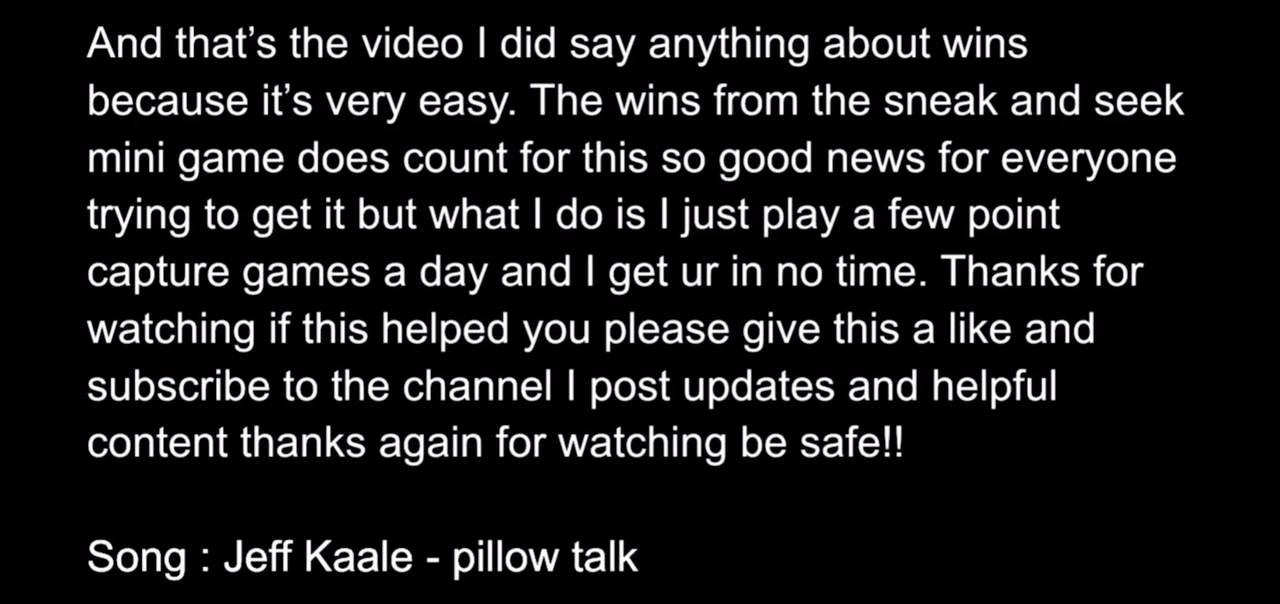 And that’s the video I did say anything about wins
because it’s very easy. The wins from the sneak and seek
mini game does count for this so good news for everyone
trying to get it but what I do is I just play a few point
capture games a day and I get ur in no time. Thanks for
watching if this helped you please give this a like and
subscribe to the channel I post updates and helpful
content thanks again for watching be safe!!
Song : Jeff Kaale - pillow talk